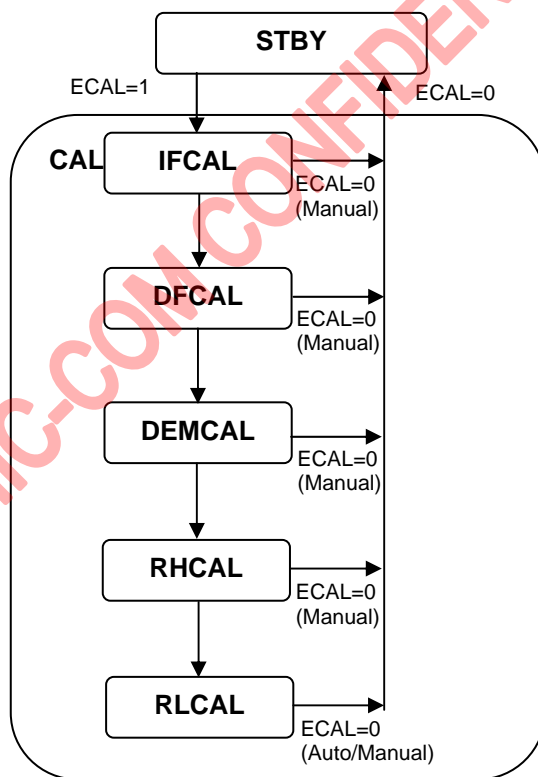 STBY
ECAL=1
ECAL=0
CAL
IFCAL
ECAL=0
(Manual)
DFCAL
ECAL=0
(Manual)
DEMCAL
ECAL=0
(Manual)
RHCAL
ECAL=0
(Manual)
RLCAL
ECAL=0
(Auto/Manual)